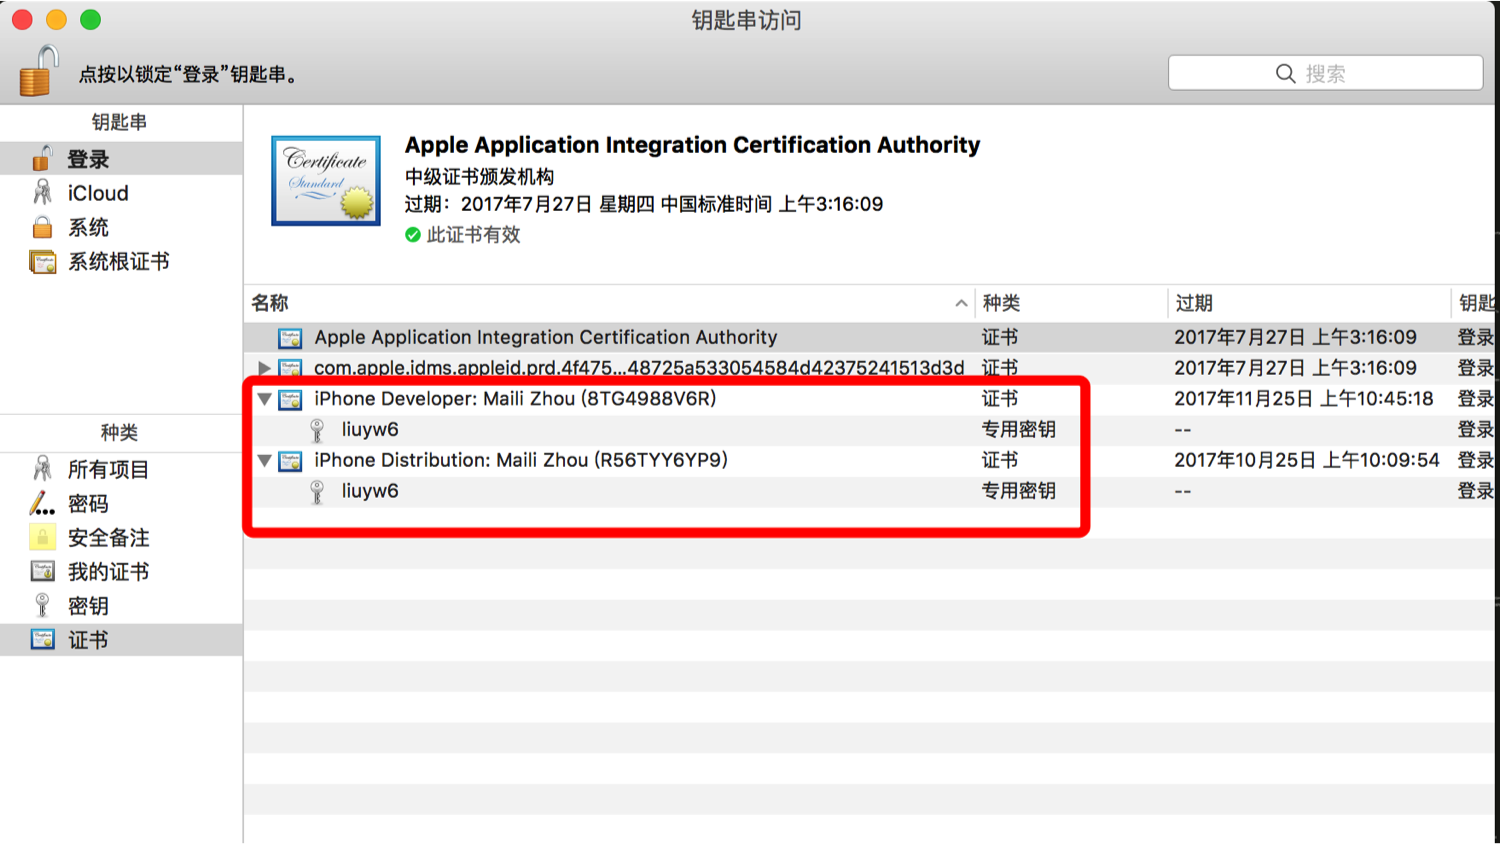 钥匙串访问
点按以锁定“登录”钥匙串。
搜索
钥匙串
登录
iCloud
系统
系统根证书
种类
所有项目
密码
安全备注
我的证书
密钥
证书
Certificate
Standard
Apple Application Integration Certification Authority
中级证书颁发机构
过期：2017年7月27日 星期四 中国标准时间 上午3:16:09
此证书有效
名称 种类 过期 钥匙
Apple Application Integration Certification Authority 证书 2017年7月27日 上午3:16:09 登录
com.apple.idms.appleid.prd.4f475...48725a533054584d42375241513d3d 证书 2017年7月27日 上午3:16:09 登录
iPhone Developer: Maili Zhou (8TG4988V6R) 证书 2017年11月25日 上午10:45:18 登录
liuyw6 专用密钥 -- 登录
iPhone Distribution: Maili Zhou (R56TYY6YP9) 证书 2017年10月25日 上午10:09:54 登录
liuyw6 专用密钥 -- 登录